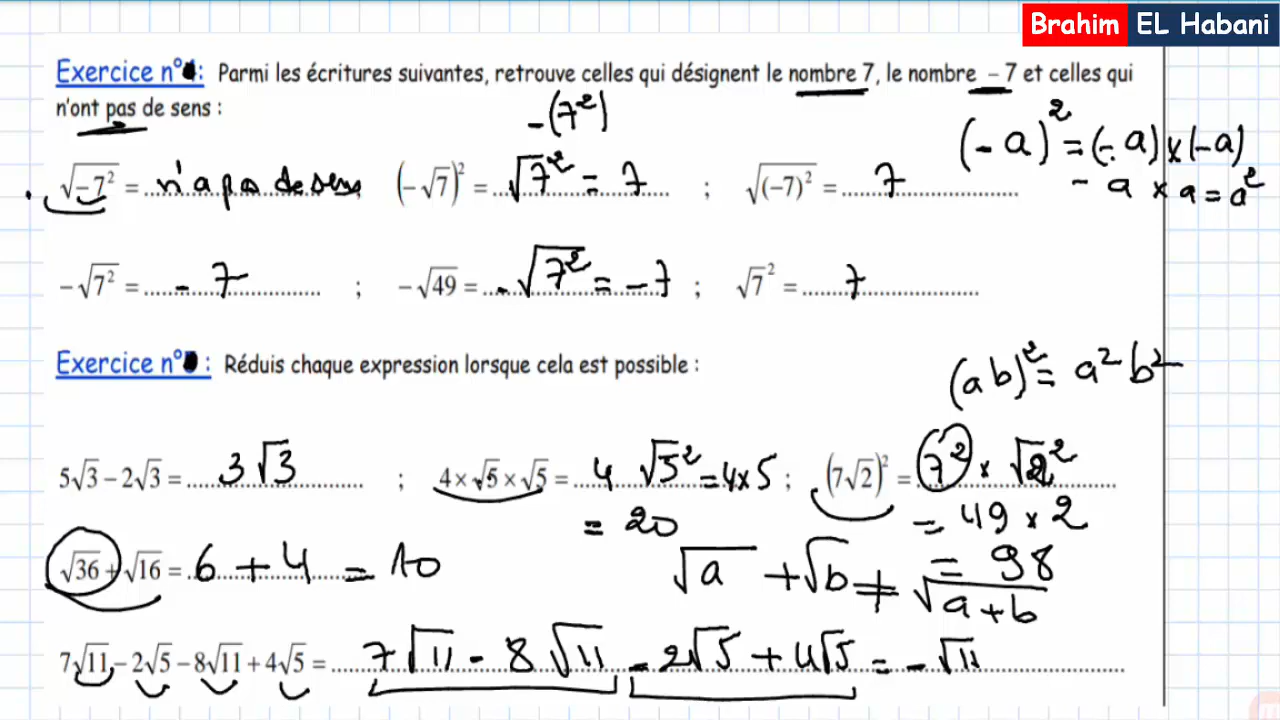 Brahim EL Habani
Exercice n° : Parmi les écritures suivantes, retrouve celles qui désignent le nombre 7, le nombre − 7 et celles qui
n'ont pas de sens :
−(7²)
(−a)² = (−a)×(−a)
√−7² = n'a pas de sens ; (−√7)² = √7² = 7 ; √(−7)² = 7
− a × a = a²
−√7² = − 7 ; −√49 = −√7² = −7 ; √7² = 7
Exercice n° : Réduis chaque expression lorsque cela est possible :
(ab)² = a² b²
5√3 − 2√3 = 3√3 ; 4×√5×√5 = 4 √5² = 4×5 ; (7√2)² = 7² × √2²
= 20 = 49 × 2
√36 + √16 = 6 + 4 = 10 √a + √b ≠ √a+b = 98
7√11 − 2√5 − 8√11 + 4√5 = 7√11 − 8√11 − 2√5 + 4√5 = −√11